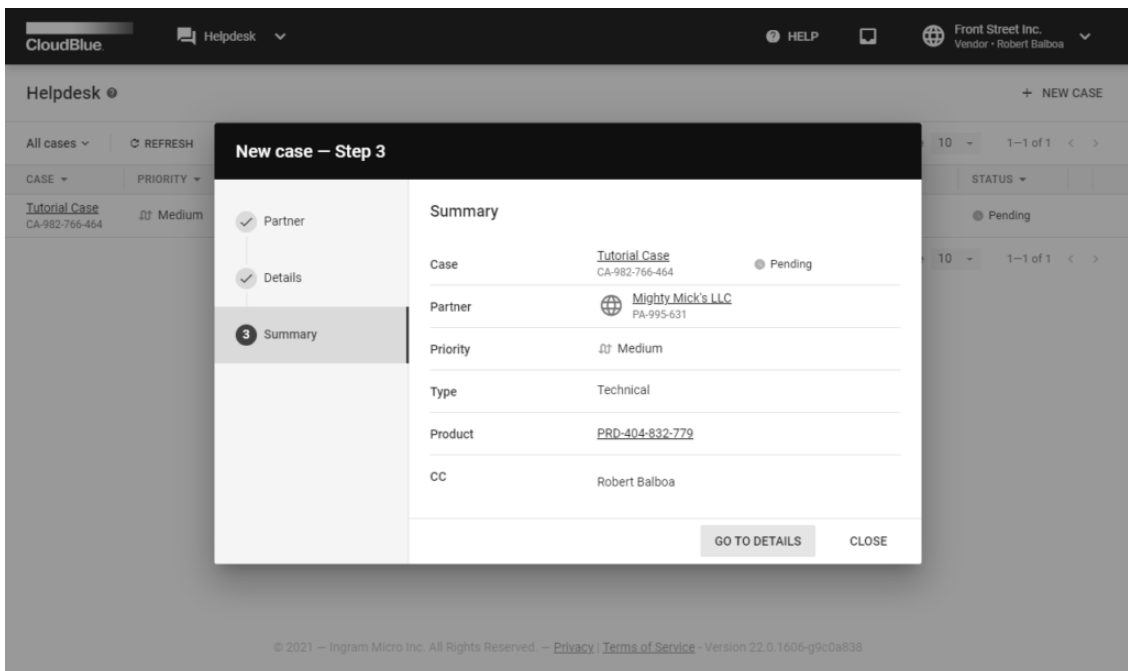 CloudBlue
Helpdesk
HELP
Front Street Inc.
Vendor • Robert Balboa
Helpdesk
+ NEW CASE
All cases
REFRESH
10
1–1 of 1
CASE
PRIORITY
STATUS
Tutorial Case
CA-982-766-464
Medium
Pending
10
1–1 of 1
New case — Step 3
Partner
Details
3 Summary
Summary
Case
Tutorial Case
CA-982-766-464
Pending
Partner
Mighty Mick's LLC
PA-995-631
Priority
Medium
Type
Technical
Product
PRD-404-832-779
CC
Robert Balboa
GO TO DETAILS
CLOSE
© 2021 — Ingram Micro Inc. All Rights Reserved. — Privacy | Terms of Service - Version 22.0.1606-g9c0a838